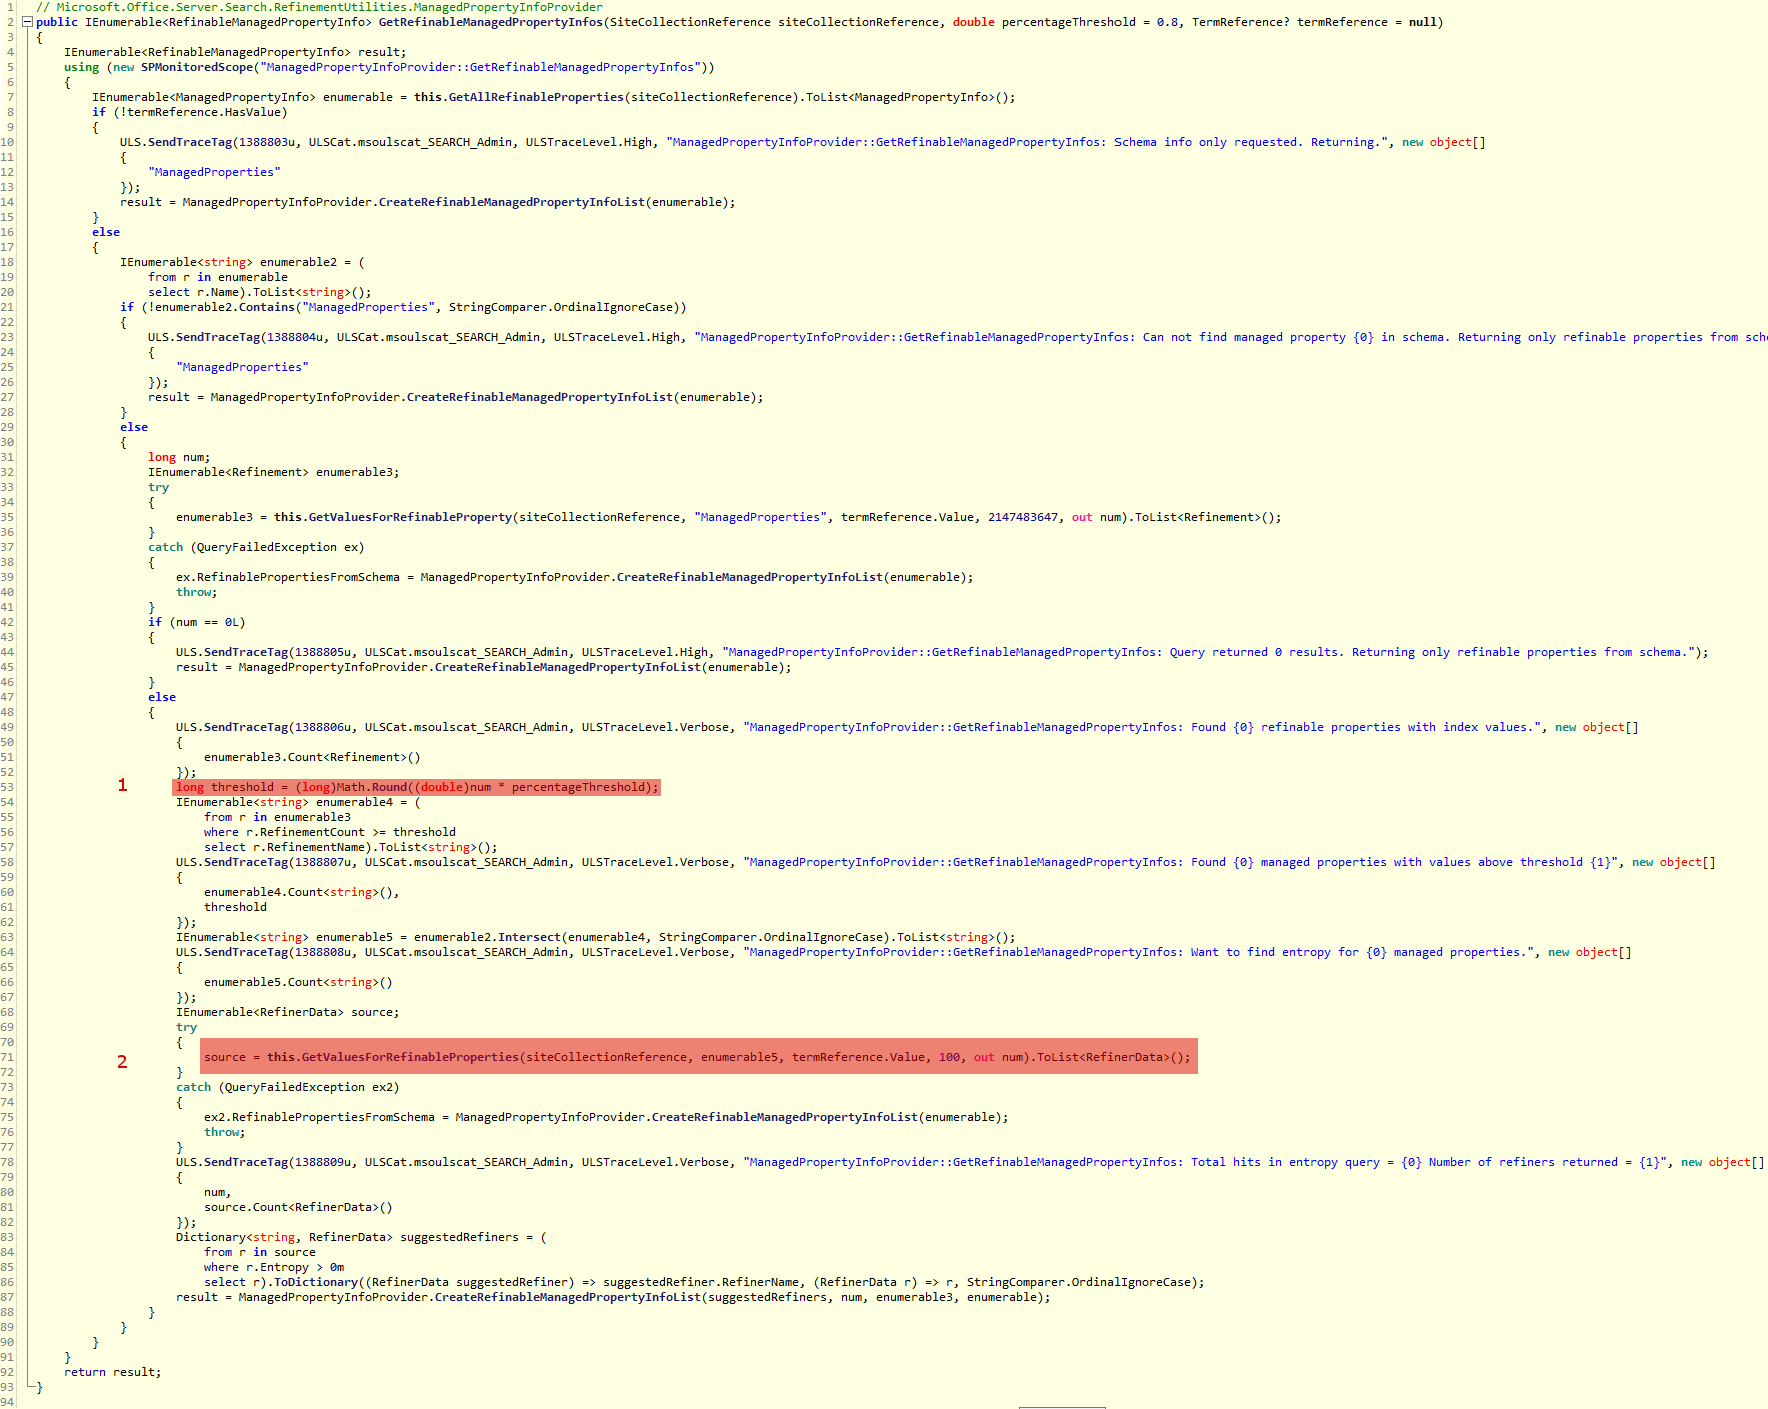 1 // Microsoft.Office.Server.Search.RefinementUtilities.ManagedPropertyInfoProvider
2 public IEnumerable<RefinableManagedPropertyInfo> GetRefinableManagedPropertyInfos(SiteCollectionReference siteCollectionReference, double percentageThreshold = 0.8, TermReference? termReference = null)
3 {
4 IEnumerable<RefinableManagedPropertyInfo> result;
5 using (new SPMonitoredScope("ManagedPropertyInfoProvider::GetRefinableManagedPropertyInfos"))
6 {
7 IEnumerable<ManagedPropertyInfo> enumerable = this.GetAllRefinableProperties(siteCollectionReference).ToList<ManagedPropertyInfo>();
8 if (!termReference.HasValue)
9 {
10 ULS.SendTraceTag(1388803u, ULSCat.msoulscat_SEARCH_Admin, ULSTraceLevel.High, "ManagedPropertyInfoProvider::GetRefinableManagedPropertyInfos: Schema info only requested. Returning.", new object[]
11 {
12 "ManagedProperties"
13 });
14 result = ManagedPropertyInfoProvider.CreateRefinableManagedPropertyInfoList(enumerable);
15 }
16 else
17 {
18 IEnumerable<string> enumerable2 = (
19 from r in enumerable
20 select r.Name).ToList<string>();
21 if (!enumerable2.Contains("ManagedProperties", StringComparer.OrdinalIgnoreCase))
22 {
23 ULS.SendTraceTag(1388804u, ULSCat.msoulscat_SEARCH_Admin, ULSTraceLevel.High, "ManagedPropertyInfoProvider::GetRefinableManagedPropertyInfos: Can not find managed property {0} in schema. Returning only refinable properties from sch
24 {
25 "ManagedProperties"
26 });
27 result = ManagedPropertyInfoProvider.CreateRefinableManagedPropertyInfoList(enumerable);
28 }
29 else
30 {
31 long num;
32 IEnumerable<Refinement> enumerable3;
33 try
34 {
35 enumerable3 = this.GetValuesForRefinableProperty(siteCollectionReference, "ManagedProperties", termReference.Value, 2147483647, out num).ToList<Refinement>();
36 }
37 catch (QueryFailedException ex)
38 {
39 ex.RefinablePropertiesFromSchema = ManagedPropertyInfoProvider.CreateRefinableManagedPropertyInfoList(enumerable);
40 throw;
41 }
42 if (num == 0L)
43 {
44 ULS.SendTraceTag(1388805u, ULSCat.msoulscat_SEARCH_Admin, ULSTraceLevel.High, "ManagedPropertyInfoProvider::GetRefinableManagedPropertyInfos: Query returned 0 results. Returning only refinable properties from schema.");
45 result = ManagedPropertyInfoProvider.CreateRefinableManagedPropertyInfoList(enumerable);
46 }
47 else
48 {
49 ULS.SendTraceTag(1388806u, ULSCat.msoulscat_SEARCH_Admin, ULSTraceLevel.Verbose, "ManagedPropertyInfoProvider::GetRefinableManagedPropertyInfos: Found {0} refinable properties with index values.", new object[]
50 {
51 enumerable3.Count<Refinement>()
52 });
53 1 long threshold = (long)Math.Round((double)num * percentageThreshold);
54 IEnumerable<string> enumerable4 = (
55 from r in enumerable3
56 where r.RefinementCount >= threshold
57 select r.RefinementName).ToList<string>();
58 ULS.SendTraceTag(1388807u, ULSCat.msoulscat_SEARCH_Admin, ULSTraceLevel.Verbose, "ManagedPropertyInfoProvider::GetRefinableManagedPropertyInfos: Found {0} managed properties with values above threshold {1}", new object[]
59 {
60 enumerable4.Count<string>(),
61 threshold
62 });
63 IEnumerable<string> enumerable5 = enumerable2.Intersect(enumerable4, StringComparer.OrdinalIgnoreCase).ToList<string>();
64 ULS.SendTraceTag(1388808u, ULSCat.msoulscat_SEARCH_Admin, ULSTraceLevel.Verbose, "ManagedPropertyInfoProvider::GetRefinableManagedPropertyInfos: Want to find entropy for {0} managed properties.", new object[]
65 {
66 enumerable5.Count<string>()
67 });
68 IEnumerable<RefinerData> source;
69 try
70 {
71 2 source = this.GetValuesForRefinableProperties(siteCollectionReference, enumerable5, termReference.Value, 100, out num).ToList<RefinerData>();
72 }
73 catch (QueryFailedException ex2)
74 {
75 ex2.RefinablePropertiesFromSchema = ManagedPropertyInfoProvider.CreateRefinableManagedPropertyInfoList(enumerable);
76 throw;
77 }
78 ULS.SendTraceTag(1388809u, ULSCat.msoulscat_SEARCH_Admin, ULSTraceLevel.Verbose, "ManagedPropertyInfoProvider::GetRefinableManagedPropertyInfos: Total hits in entropy query = {0} Number of refiners returned = {1}", new object[]
79 {
80 num,
81 source.Count<RefinerData>()
82 });
83 Dictionary<string, RefinerData> suggestedRefiners = (
84 from r in source
85 where r.Entropy > 0m
86 select r).ToDictionary((RefinerData suggestedRefiner) => suggestedRefiner.RefinerName, (RefinerData r) => r, StringComparer.OrdinalIgnoreCase);
87 result = ManagedPropertyInfoProvider.CreateRefinableManagedPropertyInfoList(suggestedRefiners, num, enumerable3, enumerable);
88 }
89 }
90 }
91 }
92 return result;
93 }
94